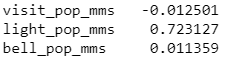 visit_pop_mms   -0.012501
light_pop_mms    0.723127
bell_pop_mms     0.011359